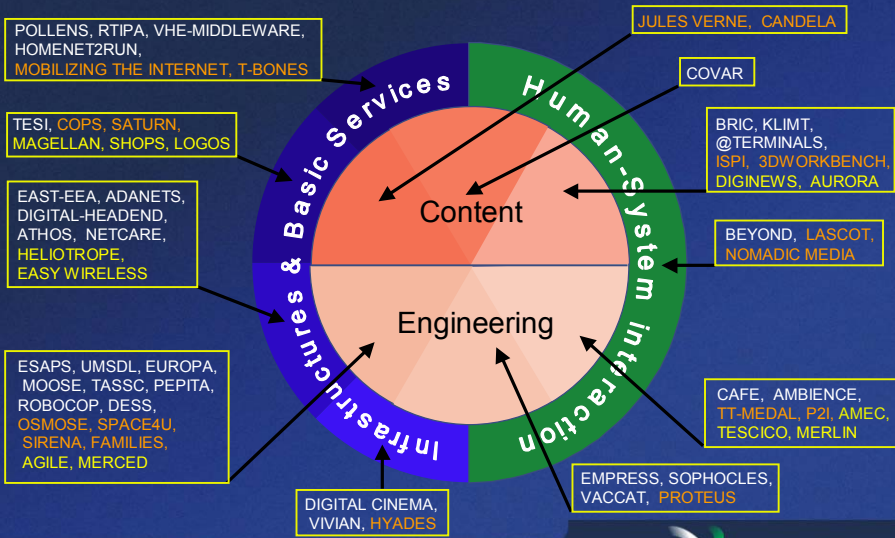 POLLENS, RTIPA, VHE-MIDDLEWARE,
HOMENET2RUN,
MOBILIZING THE INTERNET, T-BONES
JULES VERNE, CANDELA
COVAR
TESI, COPS, SATURN,
MAGELLAN, SHOPS, LOGOS
BRIC, KLIMT,
@TERMINALS,
ISPI, 3DWORKBENCH,
DIGINEWS, AURORA
EAST-EEA, ADANETS,
DIGITAL-HEADEND,
ATHOS, NETCARE,
HELIOTROPE,
EASY WIRELESS
BEYOND, LASCOT,
NOMADIC MEDIA
Infrastructures & Basic Services
Human-System interaction
Content
Engineering
ESAPS, UMSDL, EUROPA,
MOOSE, TASSC, PEPITA,
ROBOCOP, DESS,
OSMOSE, SPACE4U,
SIRENA, FAMILIES,
AGILE, MERCED
CAFE, AMBIENCE,
TT-MEDAL, P2I, AMEC,
TESCICO, MERLIN
EMPRESS, SOPHOCLES,
VACCAT, PROTEUS
DIGITAL CINEMA,
VIVIAN, HYADES